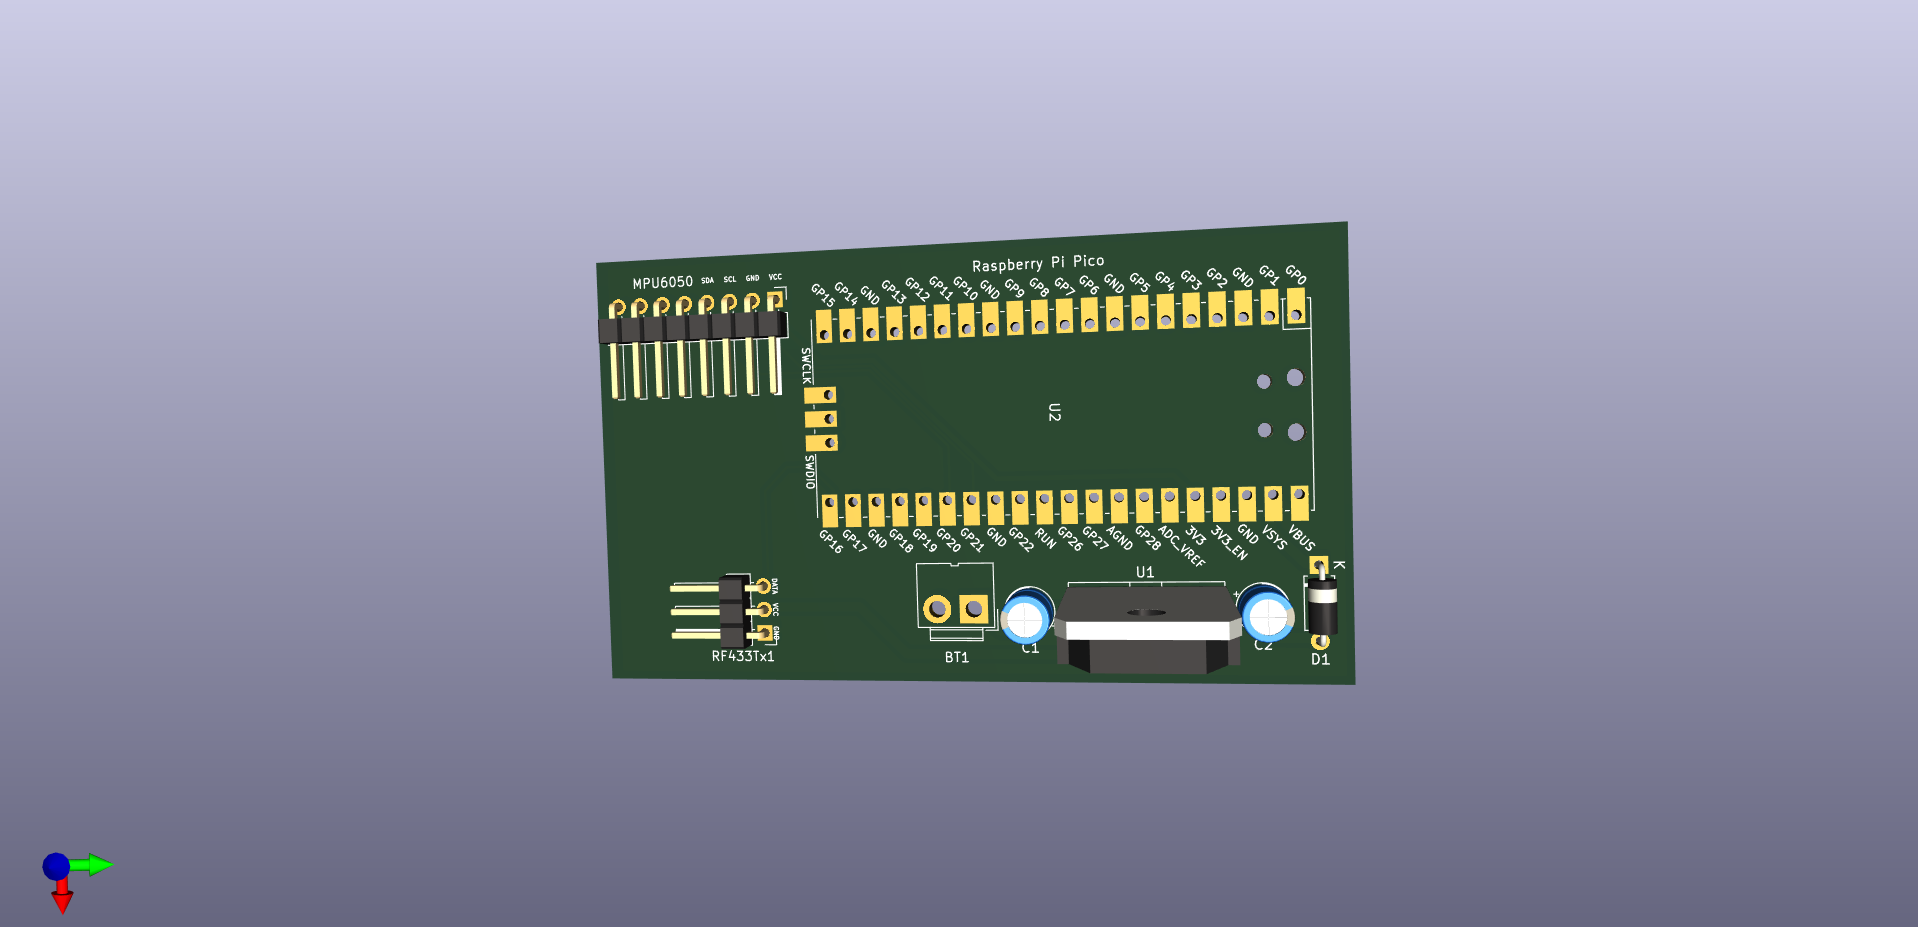 Raspberry Pi Pico
MPU6050 SDA SCL GND VCC
GP15 GP14 GND GP13 GP12 GP11 GP10 GND GP9 GP8 GP7 GP6 GND GP5 GP4 GP3 GP2 GND GP1 GP0
SWCLK
U2
SWDIO
GP16 GP17 GND GP18 GP19 GP20 GP21 GND GP22 RUN GP26 GP27 AGND GP28 ADC_VREF 3V3 3V3_EN GND VSYS VBUS
K
U1
DATA
VCC
GND
+
RF433Tx1
BT1
C1
C2
D1